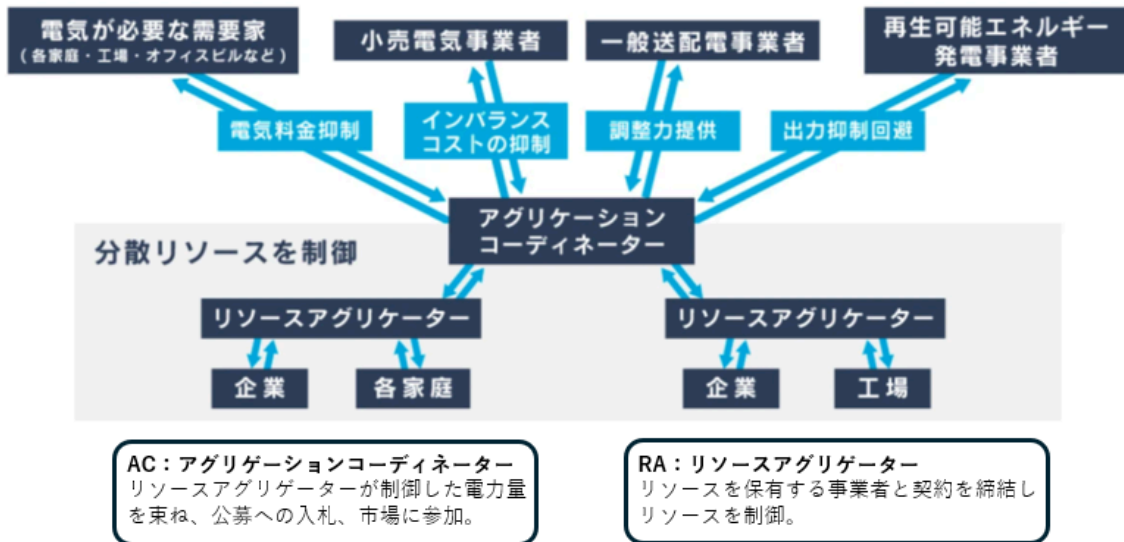 電気が必要な需要家
(各家庭・工場・オフィスビルなど)
小売電気事業者
一般送配電事業者
再生可能エネルギー
発電事業者
電気料金抑制
インバランス
コストの抑制
調整力提供
出力抑制回避
アグリケーション
コーディネーター
分散リソースを制御
リソースアグリケーター
リソースアグリケーター
企業
各家庭
企業
工場
AC：アグリゲーションコーディネーター
リソースアグリゲーターが制御した電力量
を束ね、公募への入札、市場に参加。
RA：リソースアグリゲーター
リソースを保有する事業者と契約を締結し
リソースを制御。